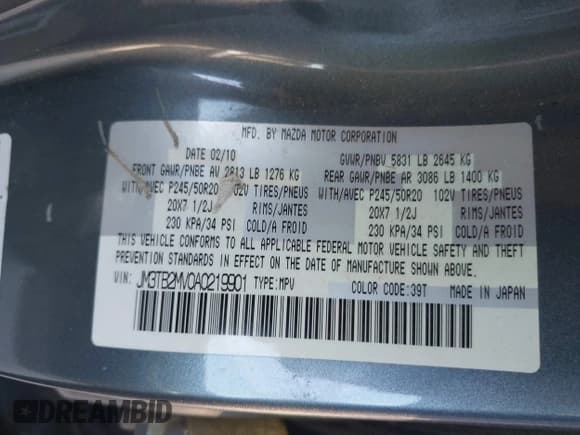 MFD. BY MAZDA MOTOR CORPORATION
DATE 02/10 GVWR/PNBV 5831 LB 2645 KG
FRONT GAWR/PNBE AV 2813 LB 1276 KG REAR GAWR/PNBE AR 3086 LB 1400 KG
WITH/AVEC P245/50R20 102V TIRES/PNEUS WITH/AVEC P245/50R20 102V TIRES/PNEUS
20X7 1/2J RIMS/JANTES 20X7 1/2J RIMS/JANTES
230 KPA/34 PSI COLD/A FROID 230 KPA/34 PSI COLD/A FROID
THIS VEHICLE CONFORMS TO ALL APPLICABLE FEDERAL MOTOR VEHICLE SAFETY AND THEFT
PREVENTION STANDARDS IN EFFECT ON THE DATE OF MANUFACTURE SHOWN ABOVE.
VIN: JM3TB2MV0A0219901 TYPE:MPV COLOR CODE:39T MADE IN JAPAN
DREAMBID